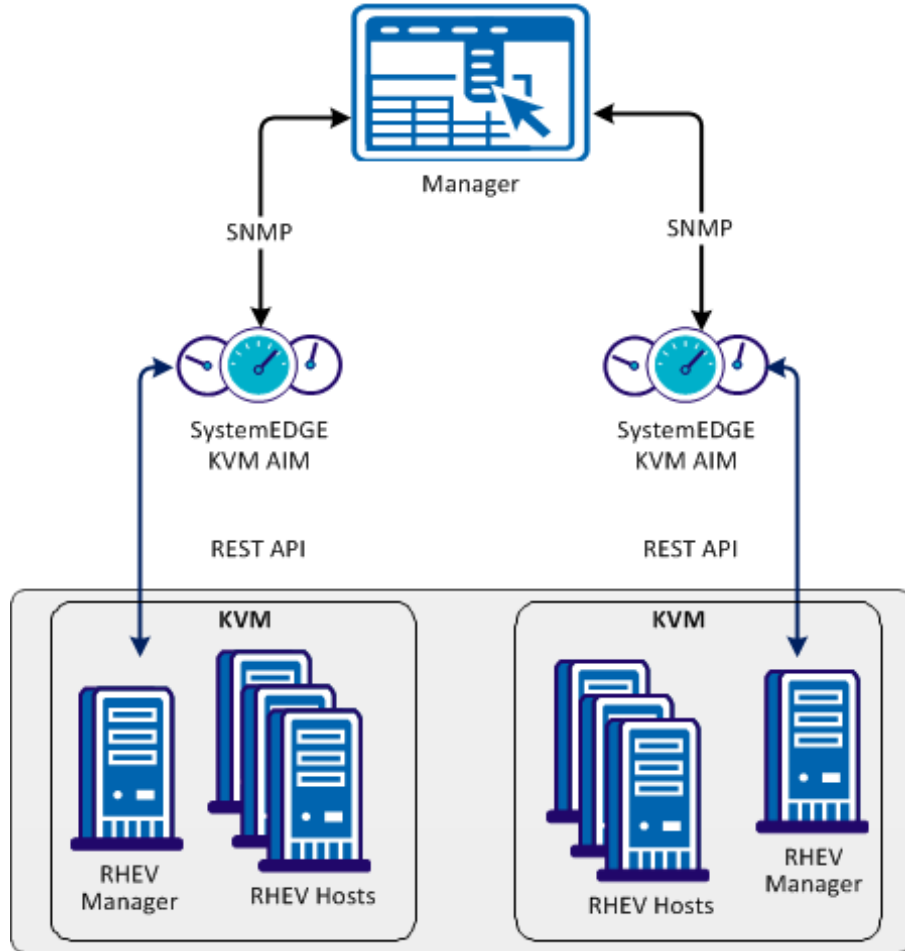 Manager
SNMP
SNMP
SystemEDGE
KVM AIM
SystemEDGE
KVM AIM
REST API
REST API
KVM
KVM
RHEV
Manager
RHEV Hosts
RHEV Hosts
RHEV
Manager